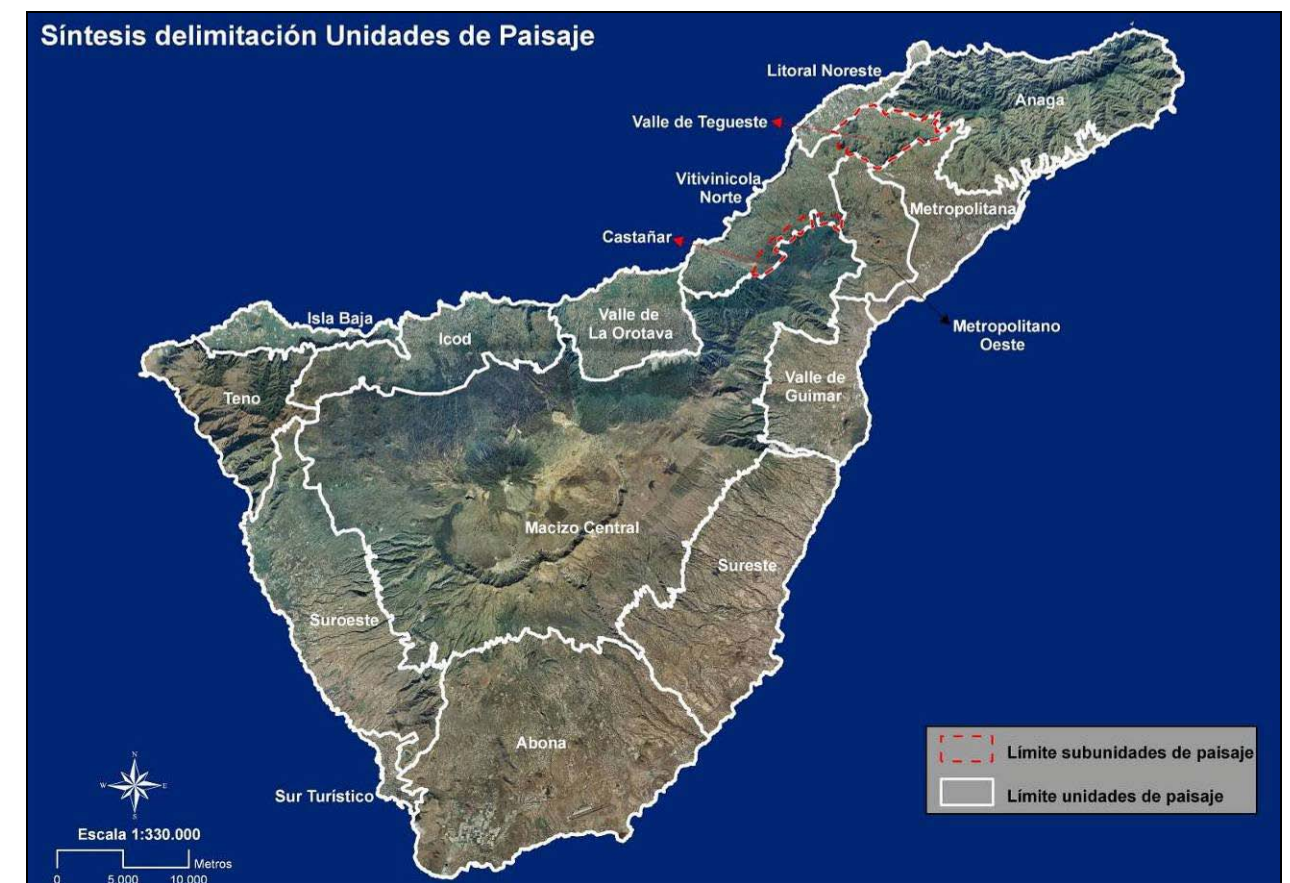 Síntesis delimitación Unidades de Paisaje
Litoral Noreste
Anaga
Valle de Tegueste
Vitivinicola
Norte
Metropolitana
Castañar
Isla Baja
Icod
Valle de
La Orotava
Metropolitano
Oeste
Teno
Valle de
Guimar
Macizo Central
Sureste
Suroeste
Abona
Sur Turístico
N
W
E
S
Escala 1:330.000
Metros
0 5.000 10.000
Límite subunidades de paisaje
Límite unidades de paisaje